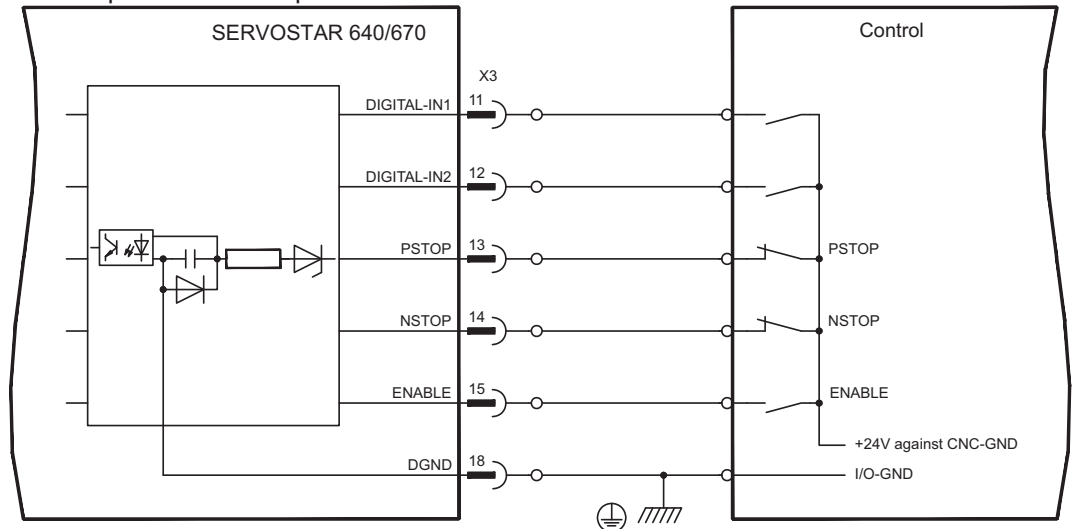 SERVOSTAR 640/670
Control
X3
DIGITAL-IN1
11
DIGITAL-IN2
12
PSTOP
13
PSTOP
NSTOP
14
NSTOP
ENABLE
15
ENABLE
+24V against CNC-GND
DGND
18
I/O-GND